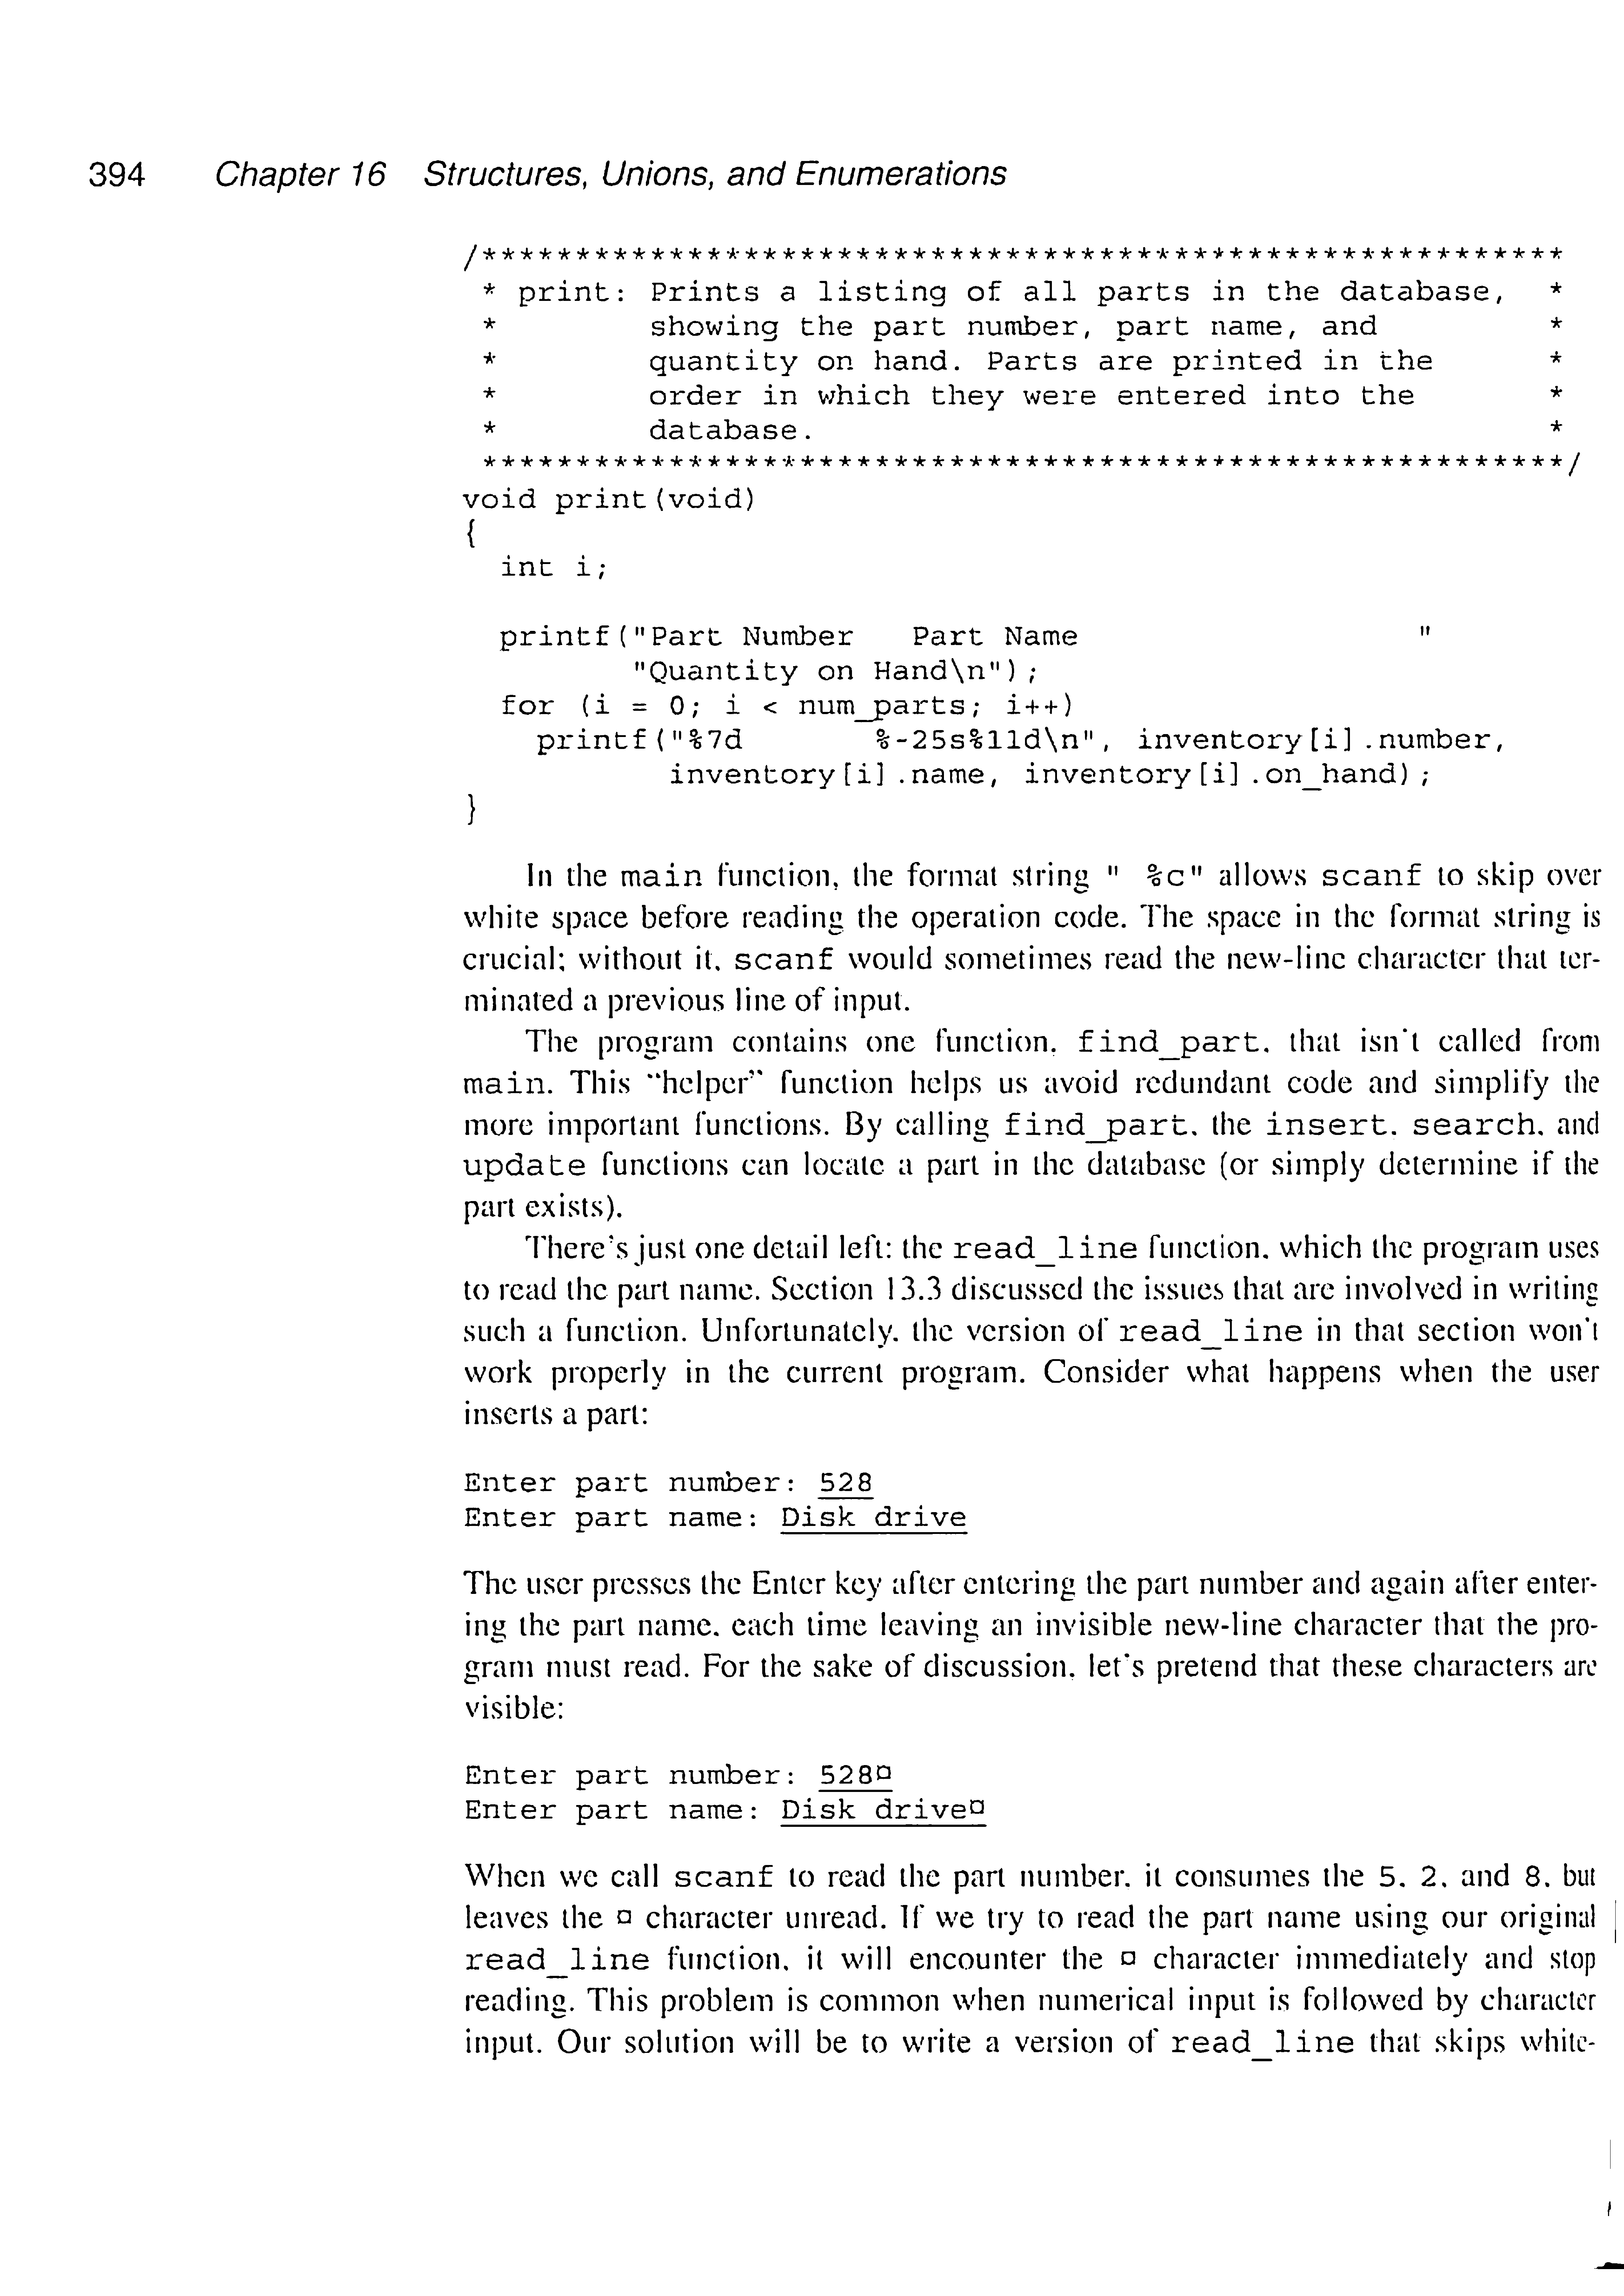 394 Chapter 16 Structures, Unions, and Enumerations
/**********************************************************
 * print: Prints a listing of all parts in the database,  *
 *        showing the part number, part name, and         *
 *        quantity on hand. Parts are printed in the      *
 *        order in which they were entered into the       *
 *        database.                                       *
 **********************************************************/
void print(void)
{
  int i;
  printf("Part Number   Part Name                  "
         "Quantity on Hand\n");
  for (i = 0; i < num_parts; i++)
    printf("%7d       %-25s%11d\n", inventory[i].number,
           inventory[i].name, inventory[i].on_hand);
}
In the main function, the format string " %c" allows scanf to skip over
white space before reading the operation code. The space in the format string is
crucial; without it, scanf would sometimes read the new-line character that ter-
minated a previous line of input.
The program contains one function, find_part, that isn't called from
main. This "helper" function helps us avoid redundant code and simplify the
more important functions. By calling find_part, the insert, search, and
update functions can locate a part in the database (or simply determine if the
part exists).
There's just one detail left: the read_line function, which the program uses
to read the part name. Section 13.3 discussed the issues that are involved in writing
such a function. Unfortunately, the version of read_line in that section won't
work properly in the current program. Consider what happens when the user
inserts a part:
Enter part number: 528
Enter part name: Disk drive
The user presses the Enter key after entering the part number and again after enter-
ing the part name, each time leaving an invisible new-line character that the pro-
gram must read. For the sake of discussion, let's pretend that these characters are
visible:
Enter part number: 528¤
Enter part name: Disk drive¤
When we call scanf to read the part number, it consumes the 5, 2, and 8, but
leaves the ¤ character unread. If we try to read the part name using our original
read_line function, it will encounter the ¤ character immediately and stop
reading. This problem is common when numerical input is followed by character
input. Our solution will be to write a version of read_line that skips white-